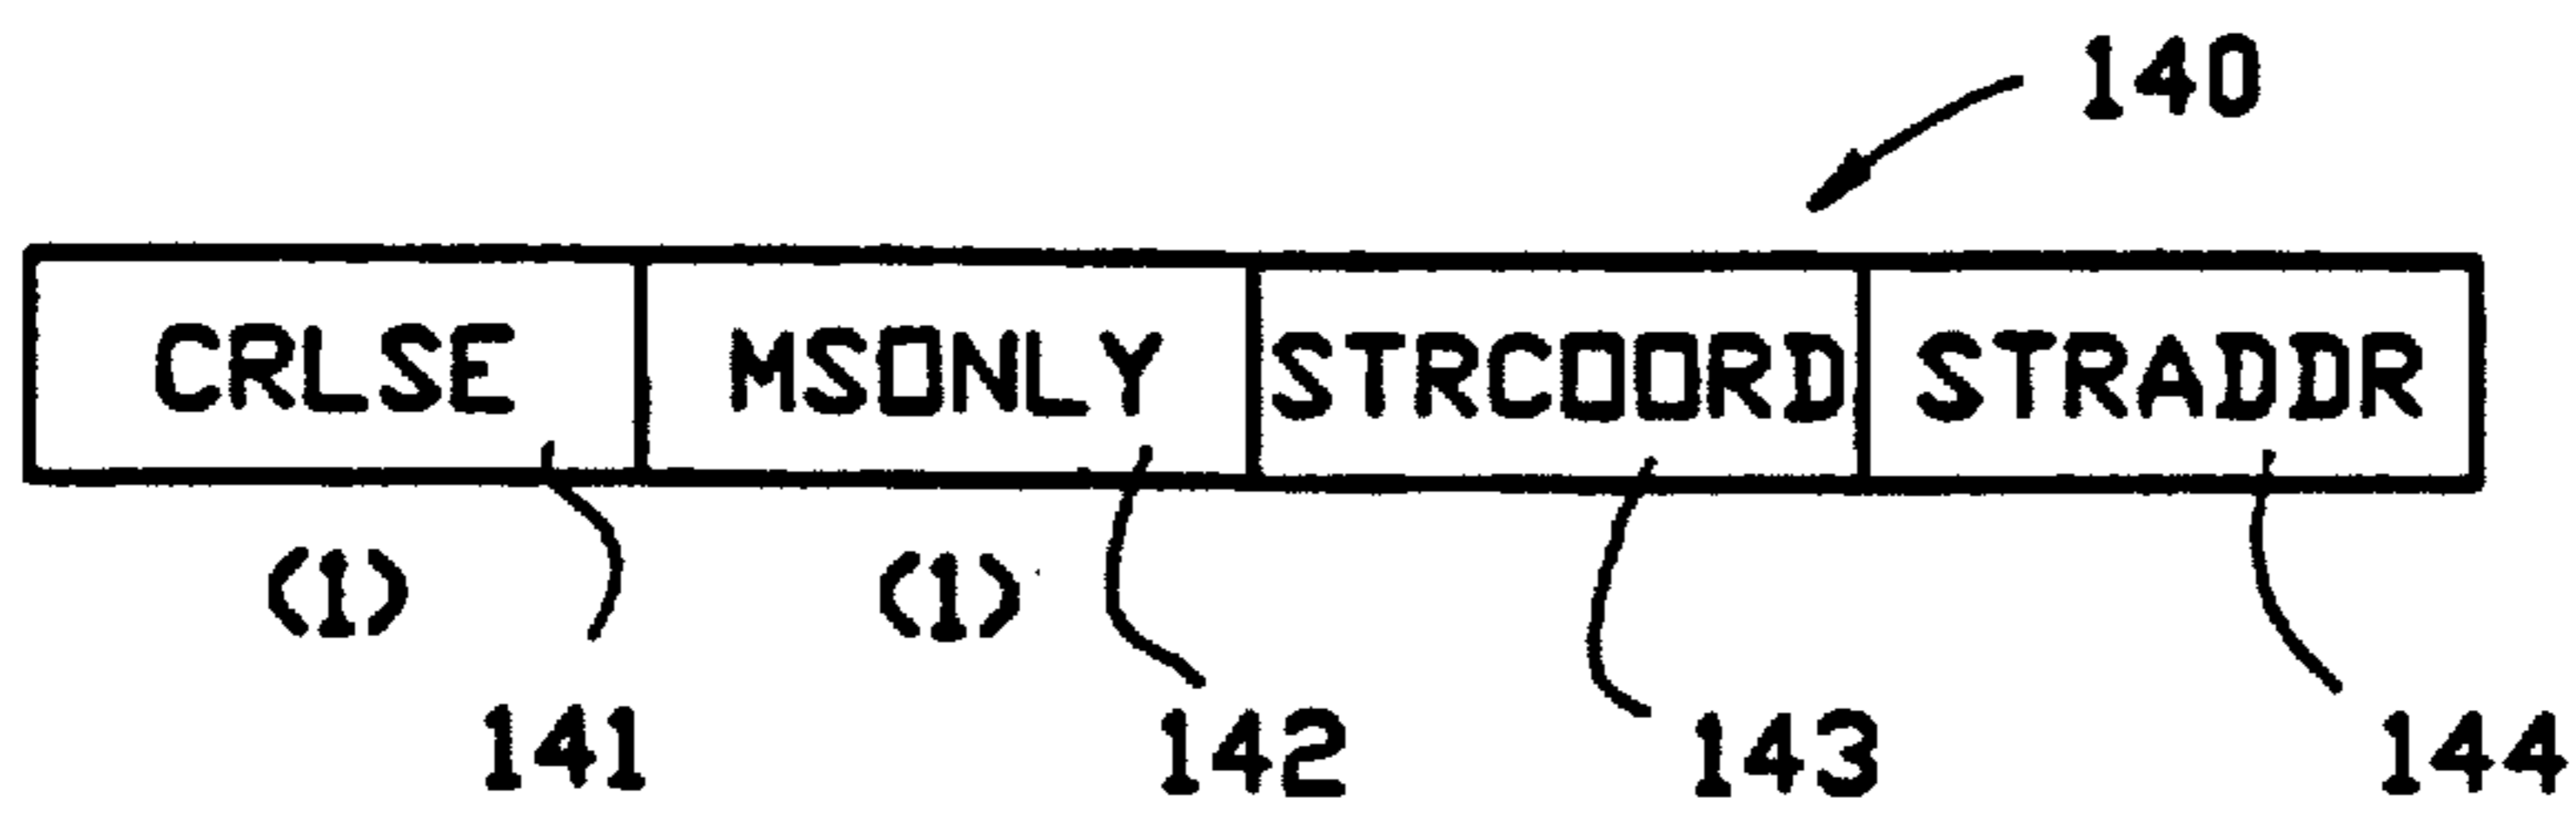 140
CRLSE MSONLY STRCOORD STRADDR
(1) (1)
141 142 143 144